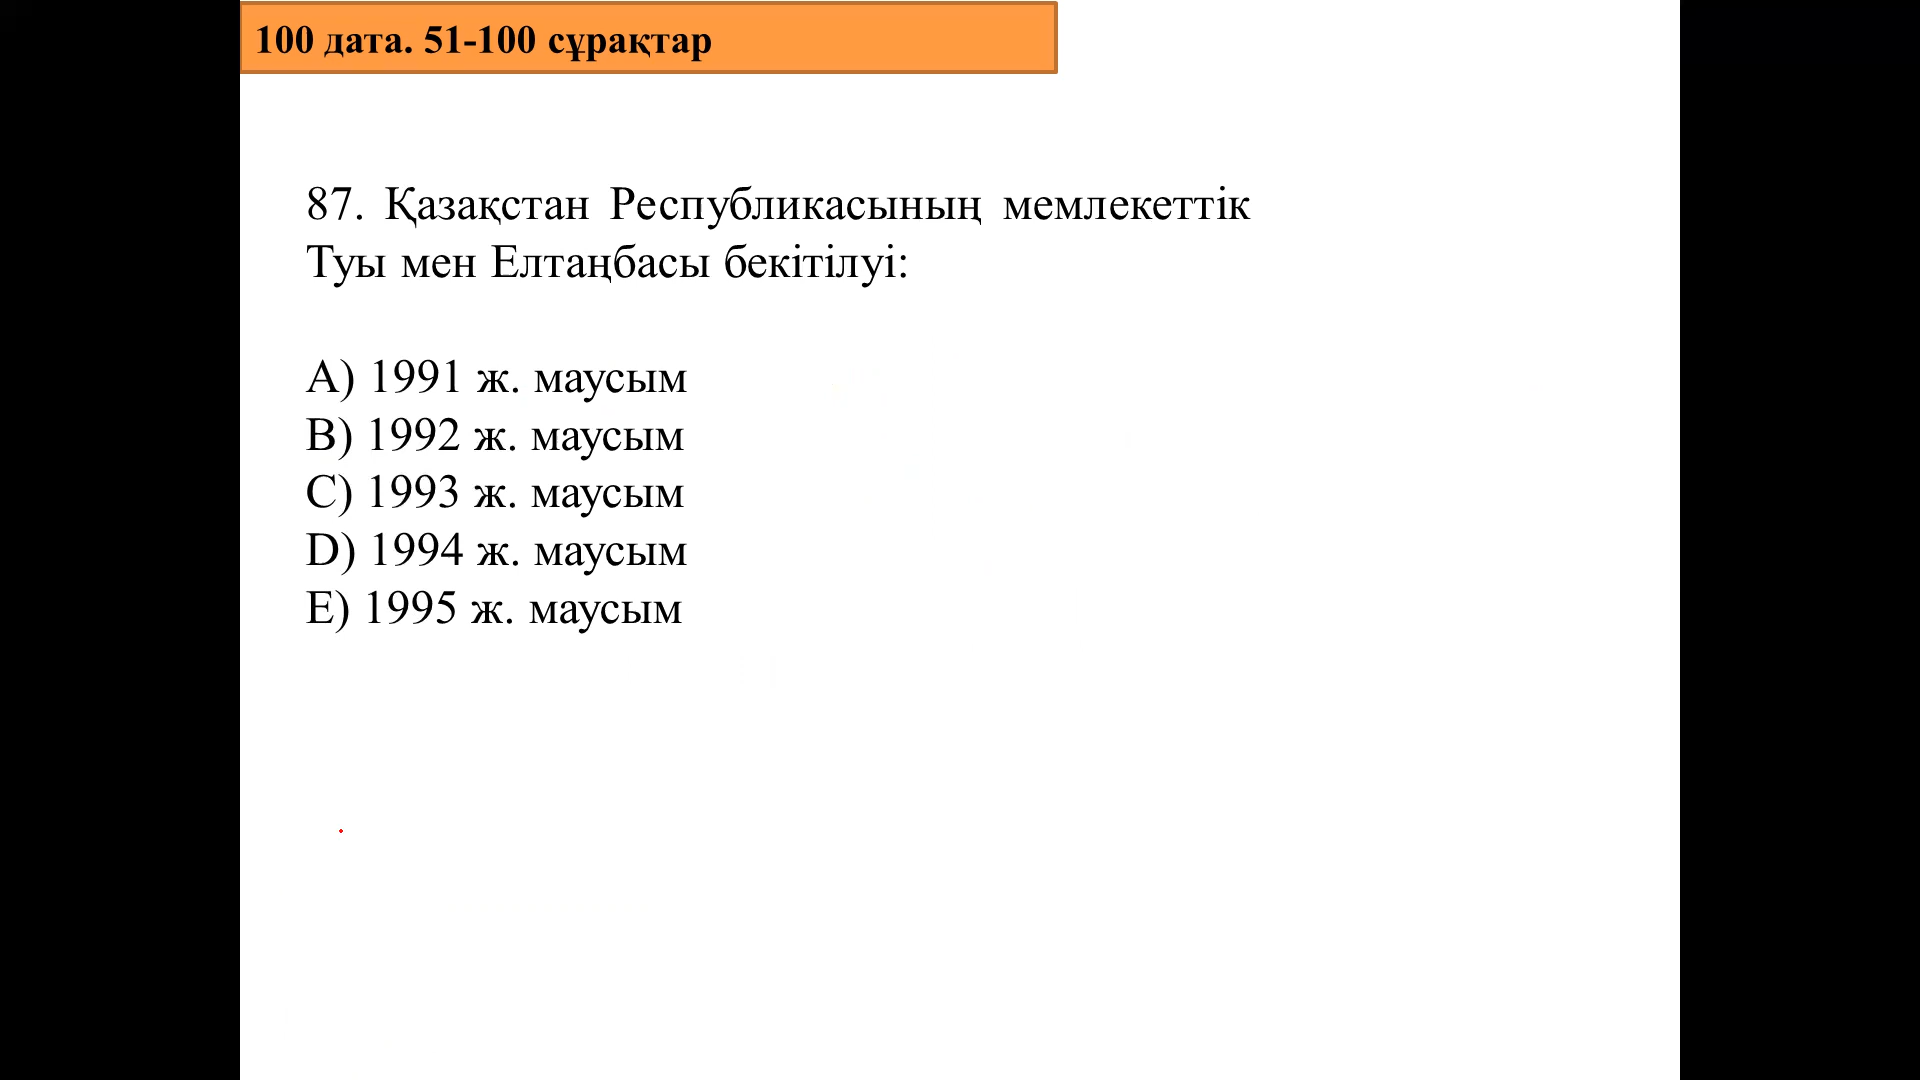 100 дата. 51-100 сұрақтар
87. Қазақстан Республикасының мемлекеттік
Туы мен Елтаңбасы бекітілуі:
A) 1991 ж. маусым
B) 1992 ж. маусым
C) 1993 ж. маусым
D) 1994 ж. маусым
E) 1995 ж. маусым